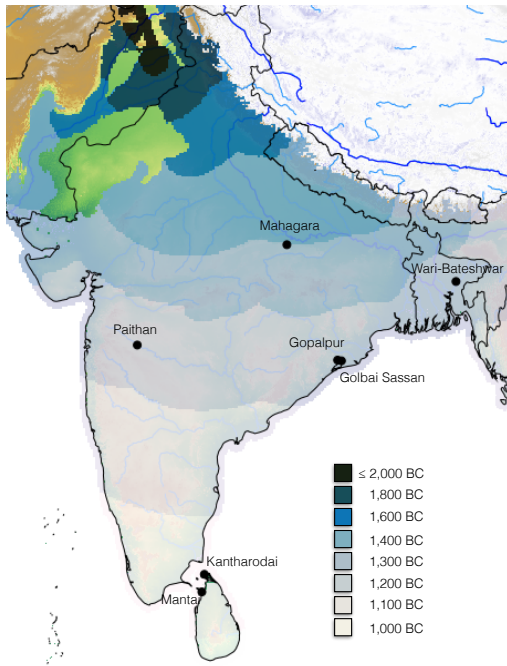 Mahagara
Wari-Bateshwar
Paithan
Gopalpur
Golbai Sassan
≤ 2,000 BC
1,800 BC
1,600 BC
1,400 BC
1,300 BC
1,200 BC
1,100 BC
1,000 BC
Kantharodai
Mantai